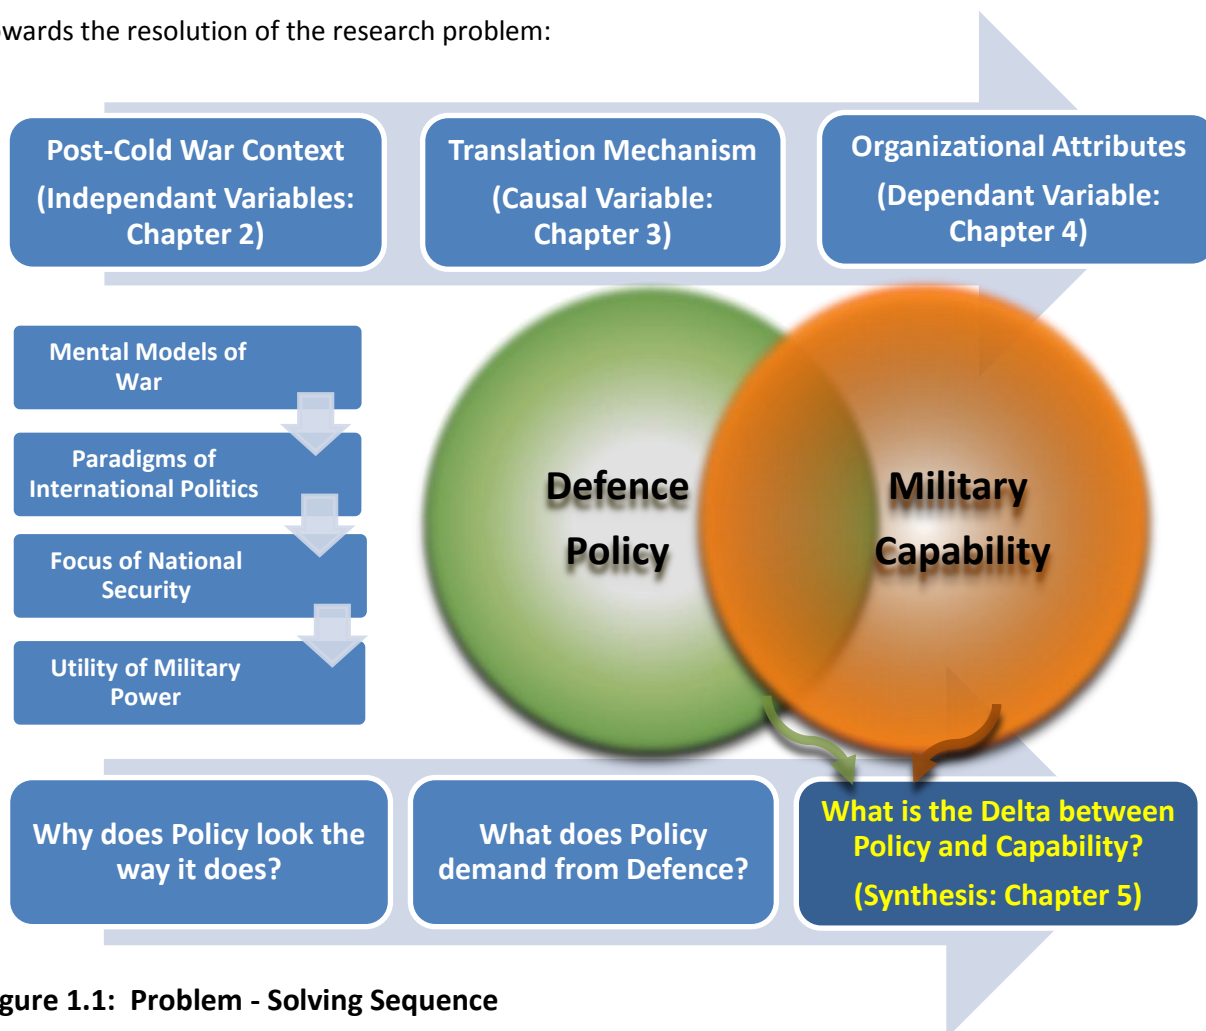 wards the resolution of the research problem:
Post-Cold War Context
(Independant Variables:
Chapter 2)
Translation Mechanism
(Causal Variable:
Chapter 3)
Organizational Attributes
(Dependant Variable:
Chapter 4)
Mental Models of
War
Paradigms of
International Politics
Focus of National
Security
Utility of Military
Power
Defence
Policy
Military
Capability
Why does Policy look the
way it does?
What does Policy
demand from Defence?
What is the Delta between
Policy and Capability?
(Synthesis: Chapter 5)
gure 1.1: Problem - Solving Sequence